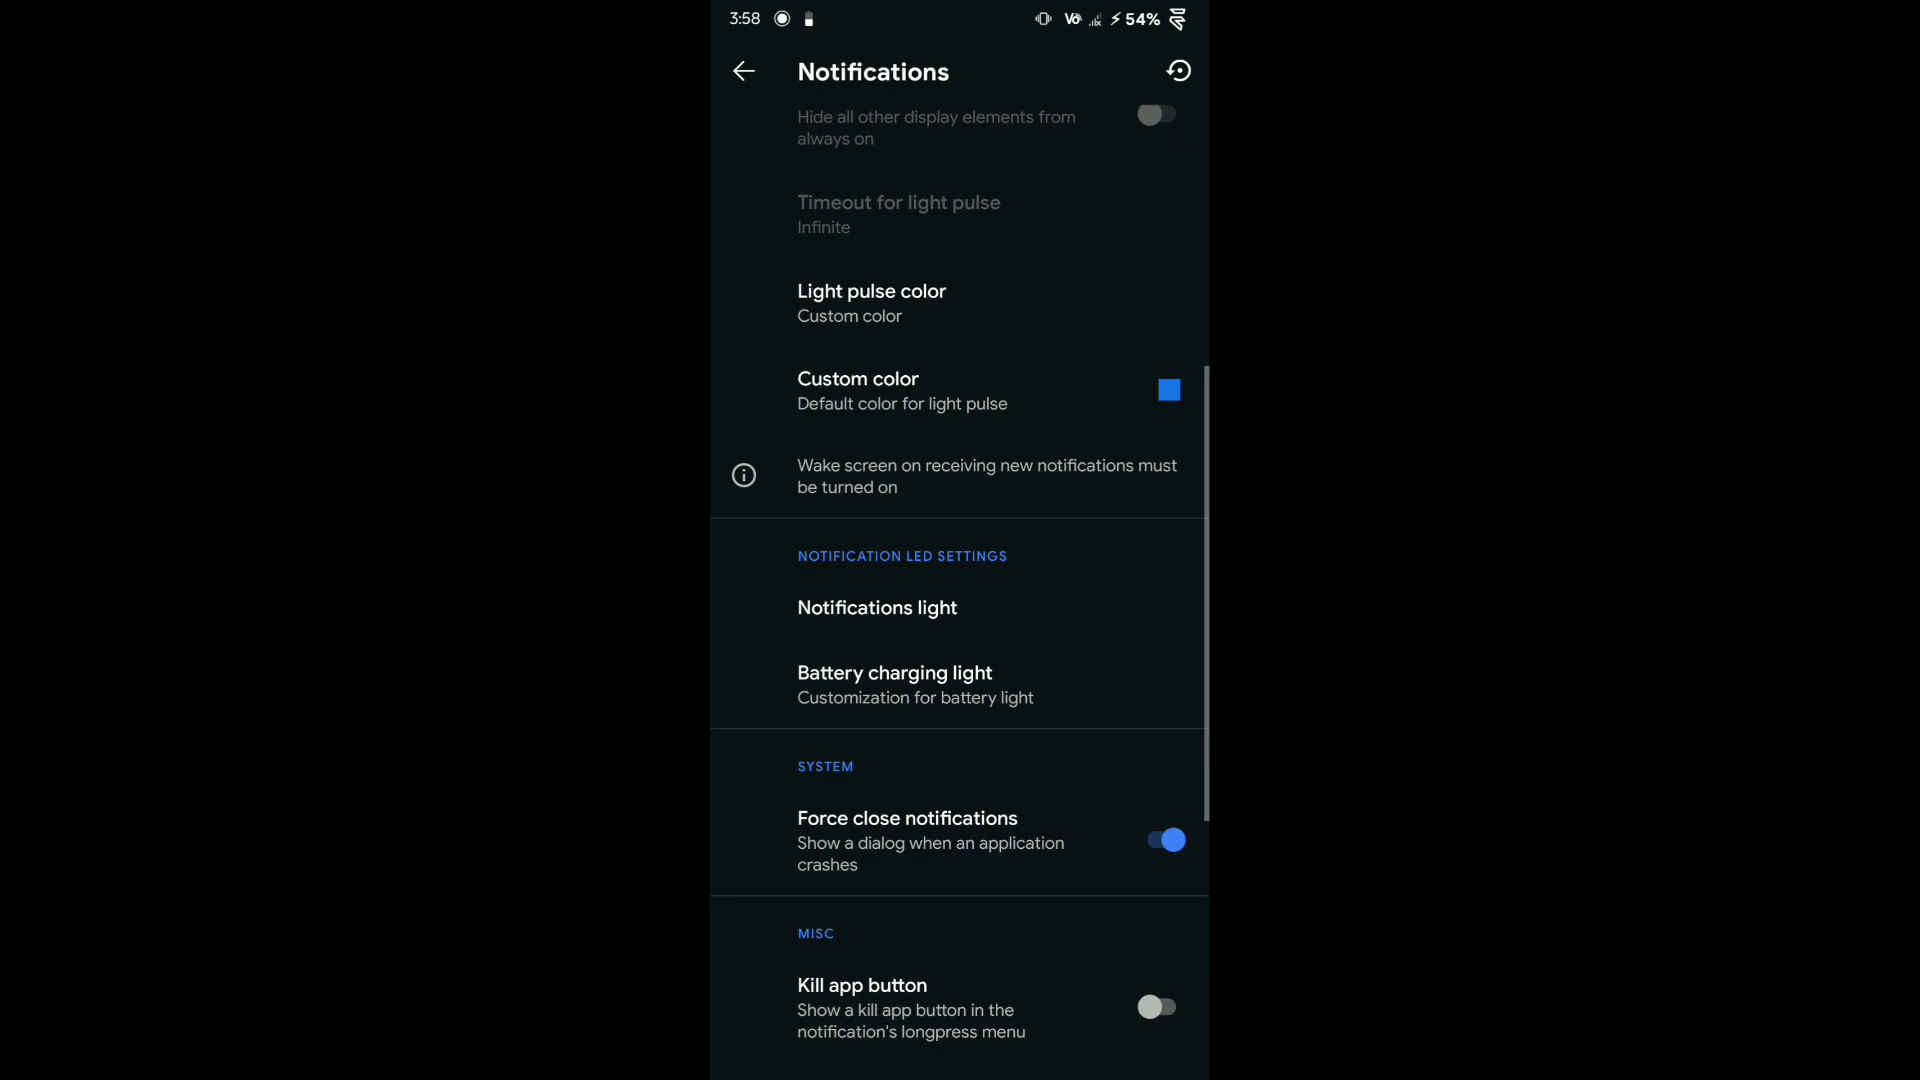 3:58
54%
Notifications
Hide all other display elements from
always on
Timeout for light pulse
Infinite
Light pulse color
Custom color
Custom color
Default color for light pulse
Wake screen on receiving new notifications must
be turned on
NOTIFICATION LED SETTINGS
Notifications light
Battery charging light
Customization for battery light
SYSTEM
Force close notifications
Show a dialog when an application
crashes
MISC
Kill app button
Show a kill app button in the
notification's longpress menu